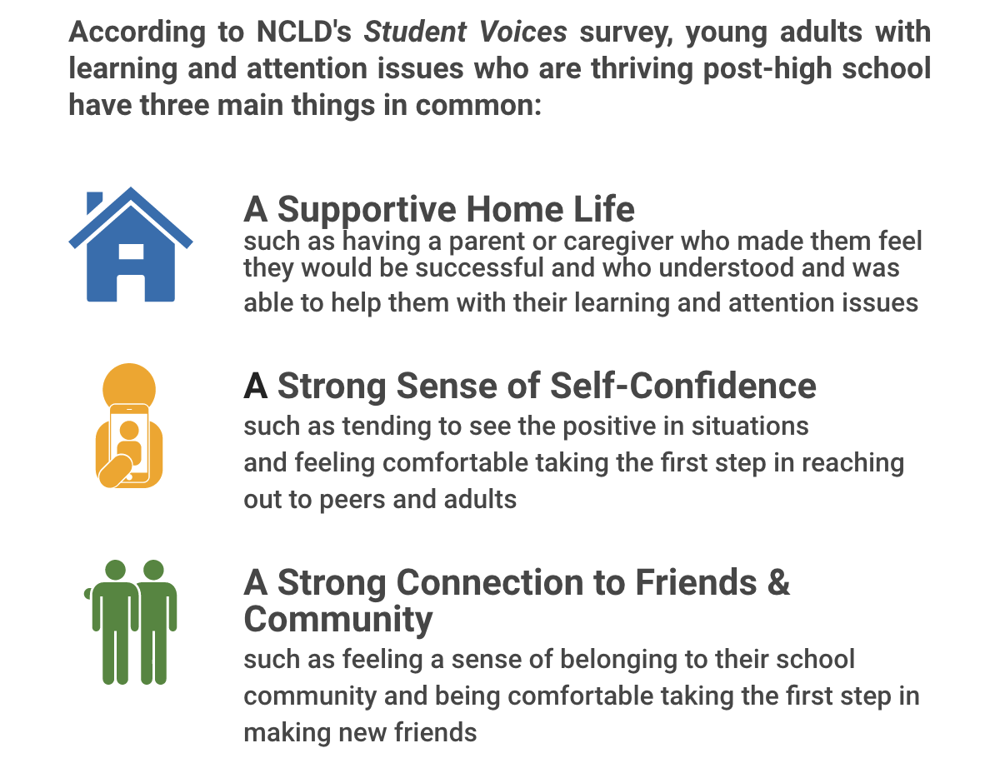 According to NCLD's Student Voices survey, young adults with
learning and attention issues who are thriving post-high school
have three main things in common:
A Supportive Home Life
such as having a parent or caregiver who made them feel
they would be successful and who understood and was
able to help them with their learning and attention issues
A Strong Sense of Self-Confidence
such as tending to see the positive in situations
and feeling comfortable taking the first step in reaching
out to peers and adults
A Strong Connection to Friends &
Community
such as feeling a sense of belonging to their school
community and being comfortable taking the first step in
making new friends